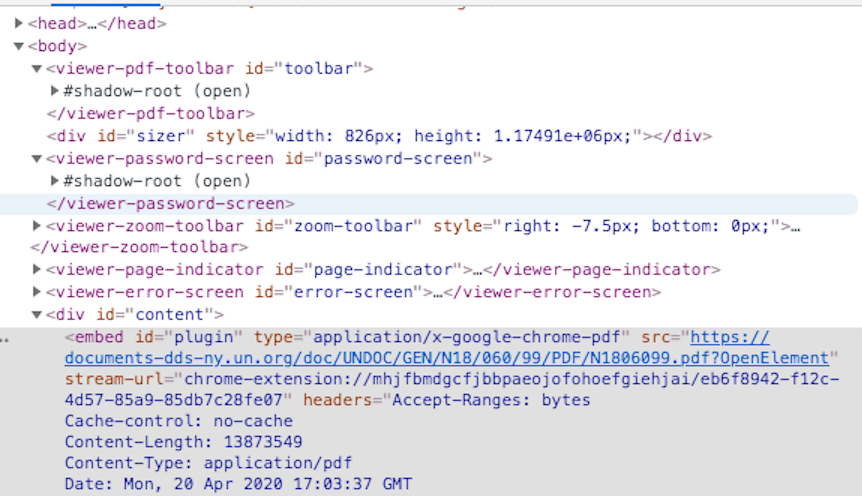 ▶<head>…</head>
▼<body>
▼<viewer-pdf-toolbar id="toolbar">
▶#shadow-root (open)
</viewer-pdf-toolbar>
<div id="sizer" style="width: 826px; height: 1.17491e+06px;"></div>
▼<viewer-password-screen id="password-screen">
▶#shadow-root (open)
</viewer-password-screen>
▶<viewer-zoom-toolbar id="zoom-toolbar" style="right: -7.5px; bottom: 0px;">…
</viewer-zoom-toolbar>
▶<viewer-page-indicator id="page-indicator">…</viewer-page-indicator>
▶<viewer-error-screen id="error-screen">…</viewer-error-screen>
▼<div id="content">
<embed id="plugin" type="application/x-google-chrome-pdf" src="https://
documents-dds-ny.un.org/doc/UNDOC/GEN/N18/060/99/PDF/N1806099.pdf?OpenElement"
stream-url="chrome-extension://mhjfbmdgcfjbbpaeojofohoefgiehjai/eb6f8942-f12c-
4d57-85a9-85db7c28fe07" headers="Accept-Ranges: bytes
Cache-control: no-cache
Content-Length: 13873549
Content-Type: application/pdf
Date: Mon, 20 Apr 2020 17:03:37 GMT